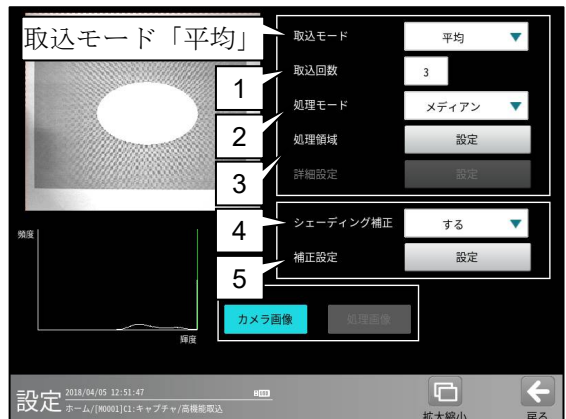 取込モード「平均」
取込モード 平均
1 取込回数 3
2 処理モード メディアン
処理領域 設定
3 詳細設定 設定
4 シェーディング補正 する
5 補正設定 設定
頻度
輝度
カメラ画像 処理画像
設定 2018/04/05 12:51:47
ホーム/[M0001]C1:キャプチャ/高機能取込
拡大縮小 戻る